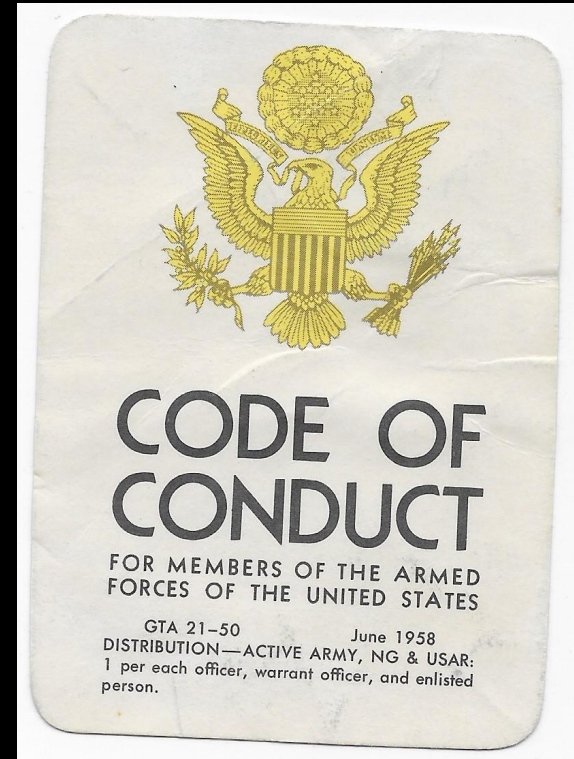 CODE OF
CONDUCT
FOR MEMBERS OF THE ARMED
FORCES OF THE UNITED STATES
GTA 21–50 June 1958
DISTRIBUTION—ACTIVE ARMY, NG & USAR:
1 per each officer, warrant officer, and enlisted
person.